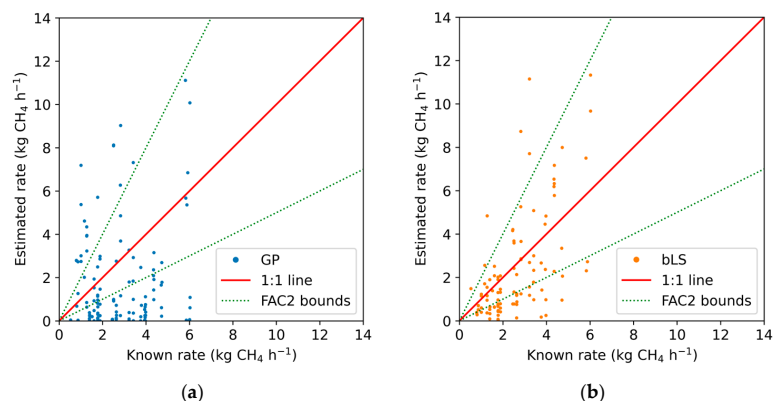 14
12
10
8
6
4
2
0
Estimated rate (kg CH₄ h⁻¹)
GP
1:1 line
FAC2 bounds
0 2 4 6 8 10 12 14
Known rate (kg CH₄ h⁻¹)
(a)
14
12
10
8
6
4
2
0
Estimated rate (kg CH₄ h⁻¹)
bLS
1:1 line
FAC2 bounds
0 2 4 6 8 10 12 14
Known rate (kg CH₄ h⁻¹)
(b)